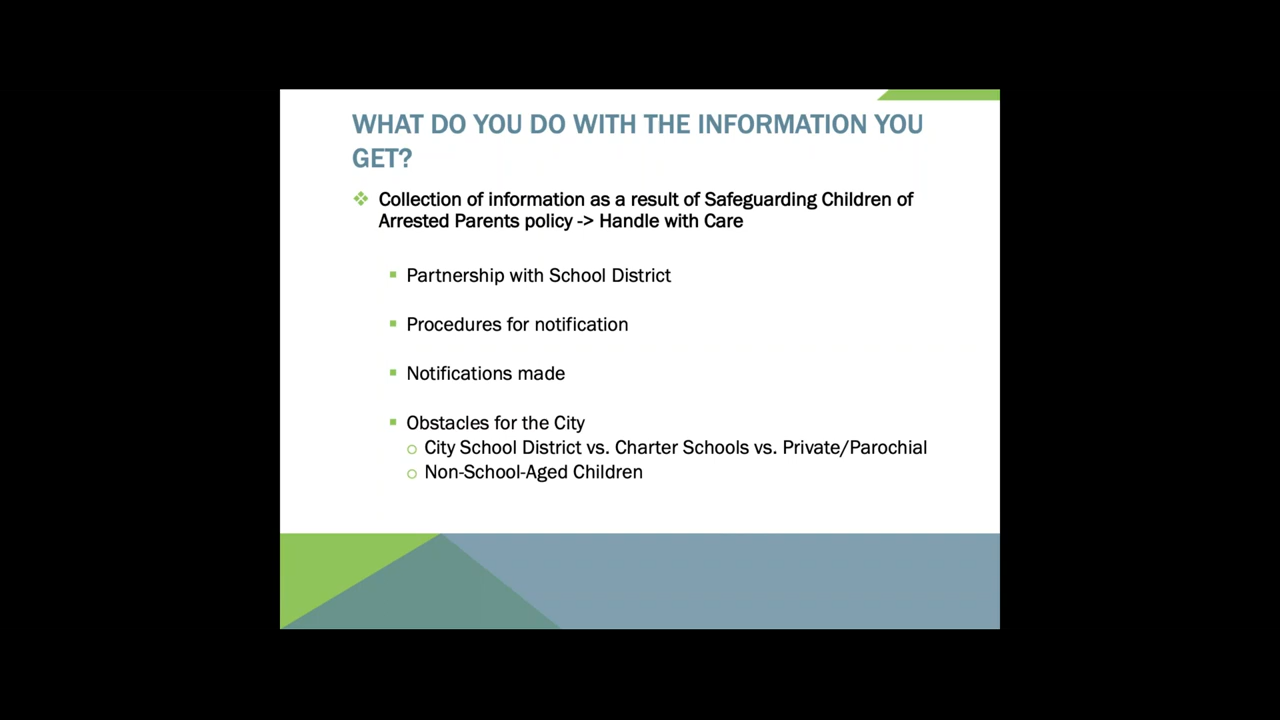 WHAT DO YOU DO WITH THE INFORMATION YOU
GET?
Collection of information as a result of Safeguarding Children of
Arrested Parents policy -> Handle with Care
Partnership with School District
Procedures for notification
Notifications made
Obstacles for the City
City School District vs. Charter Schools vs. Private/Parochial
Non-School-Aged Children